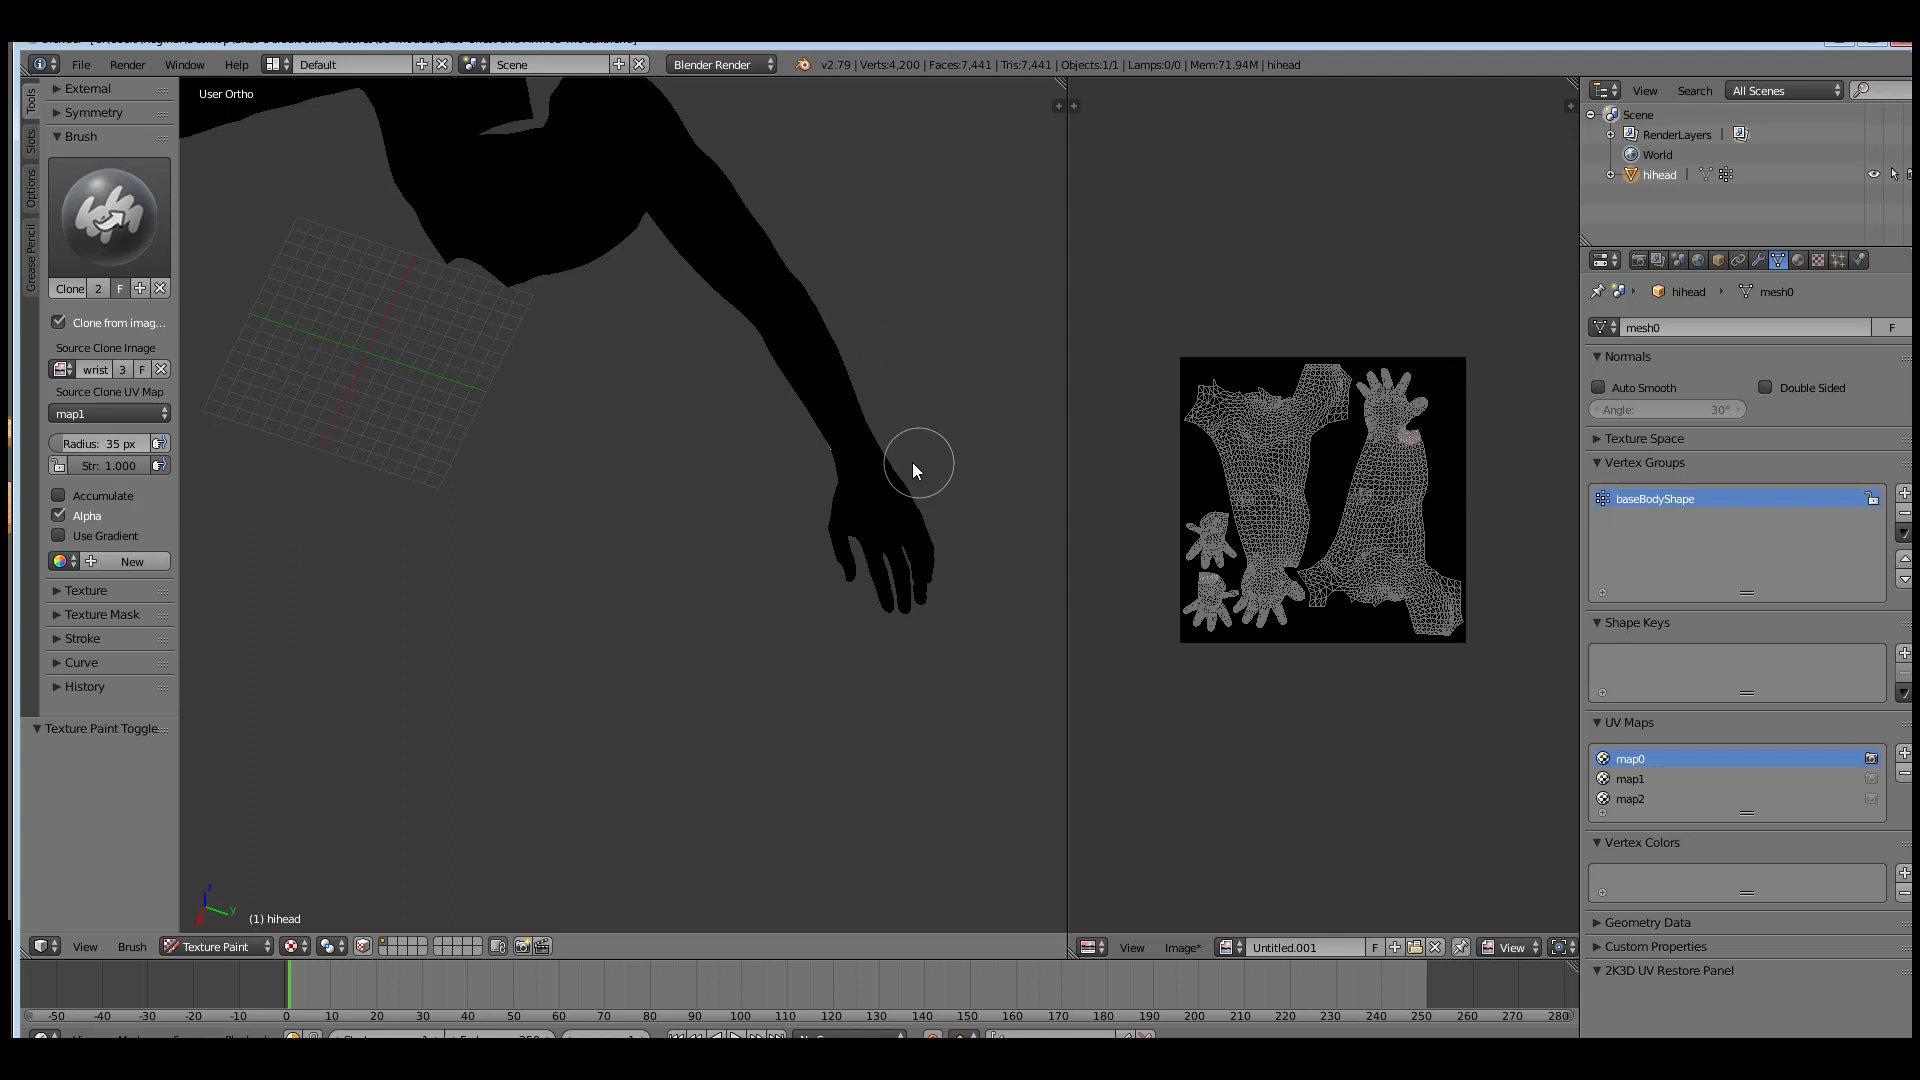 File Render Window Help Default Scene Blender Render v2.79 | Verts:4,200 | Faces:7,441 | Tris:7,441 | Objects:1/1 | Lamps:0/0 | Mem:71.94M | hihead
Tools
Slots
Options
Grease Pencil
External
Symmetry
Brush
Clone 2 F
Clone from imag...
Source Clone Image
wrist 3 F
Source Clone UV Map
map1
Radius: 35 px
Str: 1.000
Accumulate
Alpha
Use Gradient
New
Texture
Texture Mask
Stroke
Curve
History
Texture Paint Toggle
User Ortho
z
y
(1) hihead
View Brush Texture Paint
View Image* Untitled.001 F View
View Search All Scenes
Scene
RenderLayers |
World
hihead |
hihead mesh0
mesh0 F
Normals
Auto Smooth Double Sided
Angle: 30°
Texture Space
Vertex Groups
baseBodyShape
Shape Keys
UV Maps
map0
map1
map2
Vertex Colors
Geometry Data
Custom Properties
2K3D UV Restore Panel
-50 -40 -30 -20 -10 0 10 20 30 40 50 60 70 80 90 100 110 120 130 140 150 160 170 180 190 200 210 220 230 240 250 260 270 280